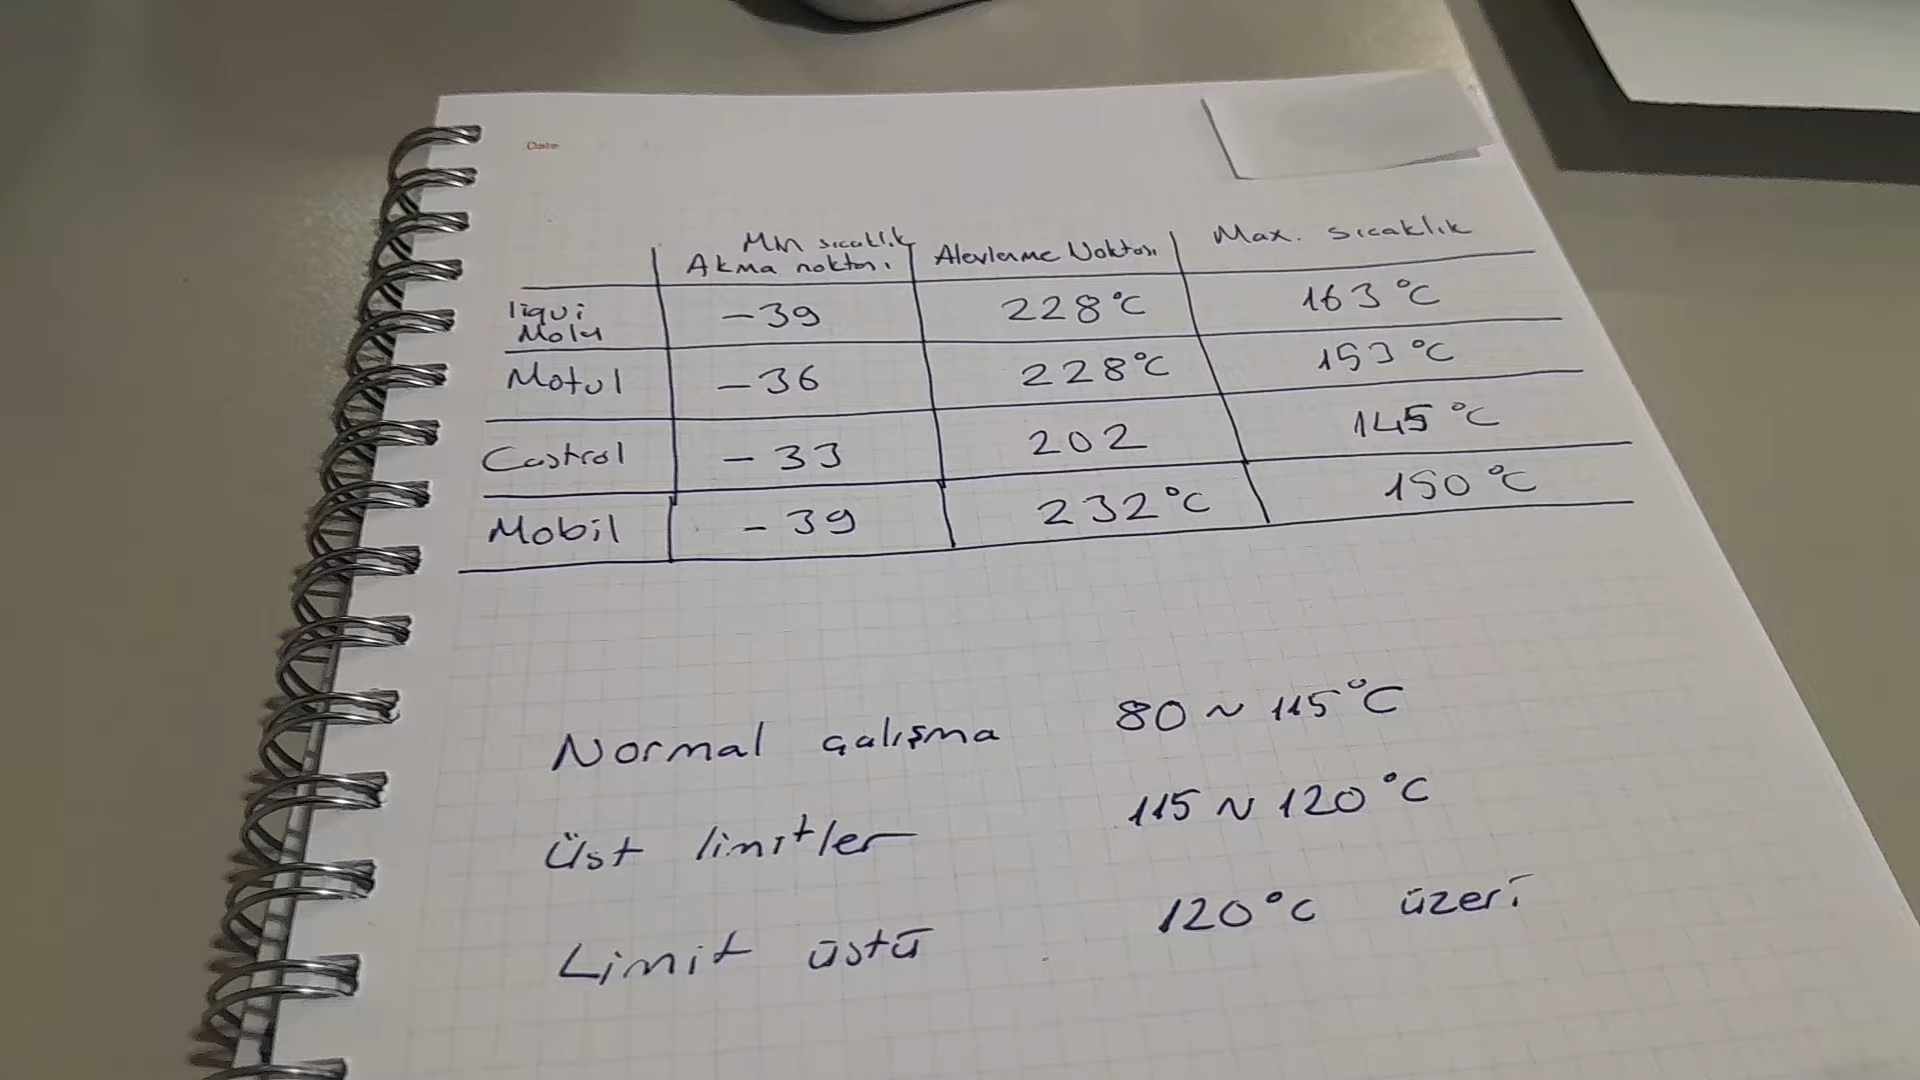 Date
Min sıcaklık
Akma noktası Alevlenme Noktası Max. sıcaklık
liqui
Moly -39 228°C 163°C
Motul -36 228°C 153°C
Castrol -33 202 145°C
Mobil -39 232°C 150°C
Normal çalışma 80 ~ 115°C
Üst limitler 115 ~ 120°C
Limit üstü 120°C üzeri